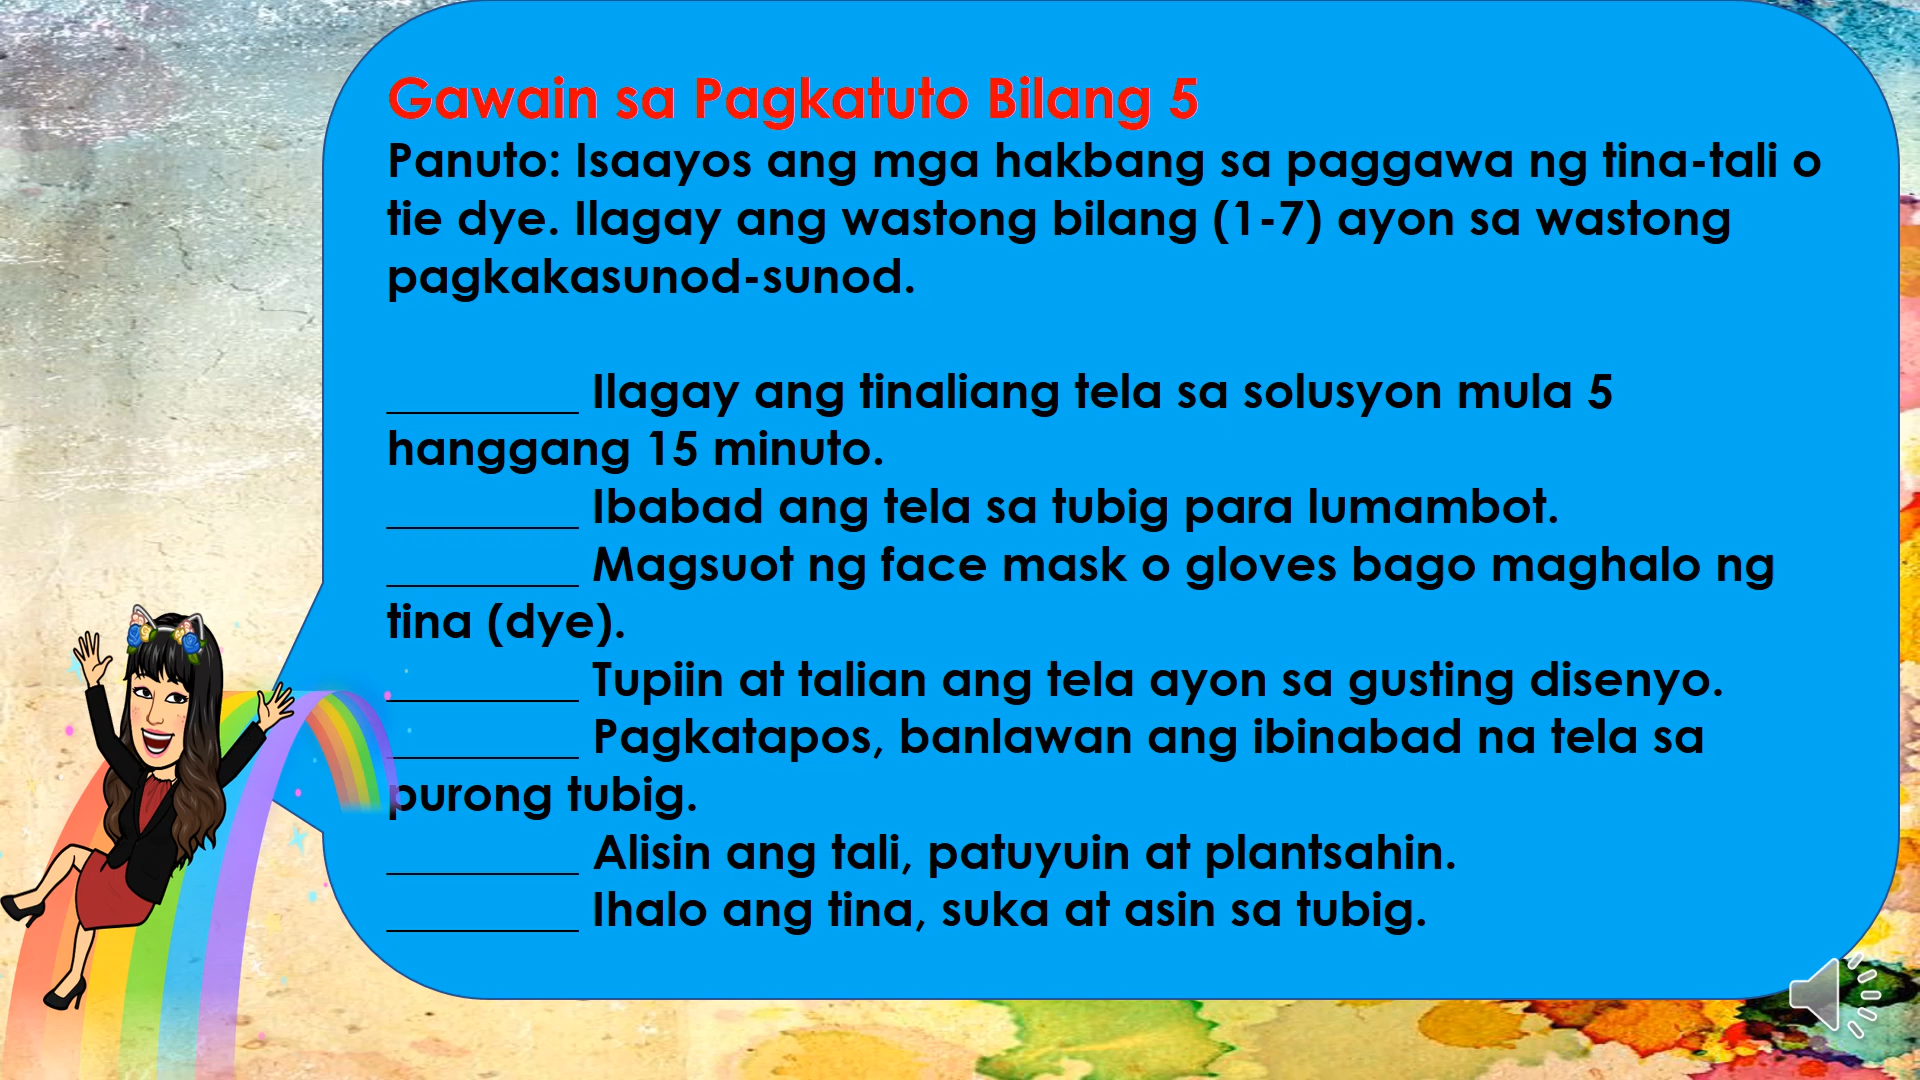 Gawain sa Pagkatuto Bilang 5
Panuto: Isaayos ang mga hakbang sa paggawa ng tina-tali o
tie dye. Ilagay ang wastong bilang (1-7) ayon sa wastong
pagkakasunod-sunod.
________ Ilagay ang tinaliang tela sa solusyon mula 5
hanggang 15 minuto.
________ Ibabad ang tela sa tubig para lumambot.
________ Magsuot ng face mask o gloves bago maghalo ng
tina (dye).
________ Tupiin at talian ang tela ayon sa gusting disenyo.
________ Pagkatapos, banlawan ang ibinabad na tela sa
purong tubig.
________ Alisin ang tali, patuyuin at plantsahin.
________ Ihalo ang tina, suka at asin sa tubig.